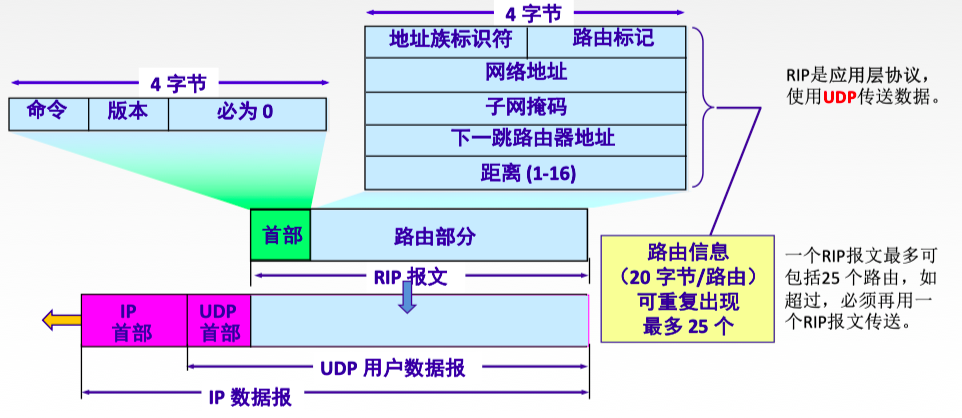 4 字节
地址族标识符 路由标记
网络地址
子网掩码
下一跳路由器地址
距离 (1-16)
4 字节
命令 版本 必为 0
RIP是应用层协议，
使用UDP传送数据。
首部 路由部分
RIP 报文
路由信息
（20 字节/路由）
可重复出现
最多 25 个
一个RIP报文最多可
包括25 个路由，如
超过，必须再用一
个RIP报文传送。
IP
首部
UDP
首部
UDP 用户数据报
IP 数据报